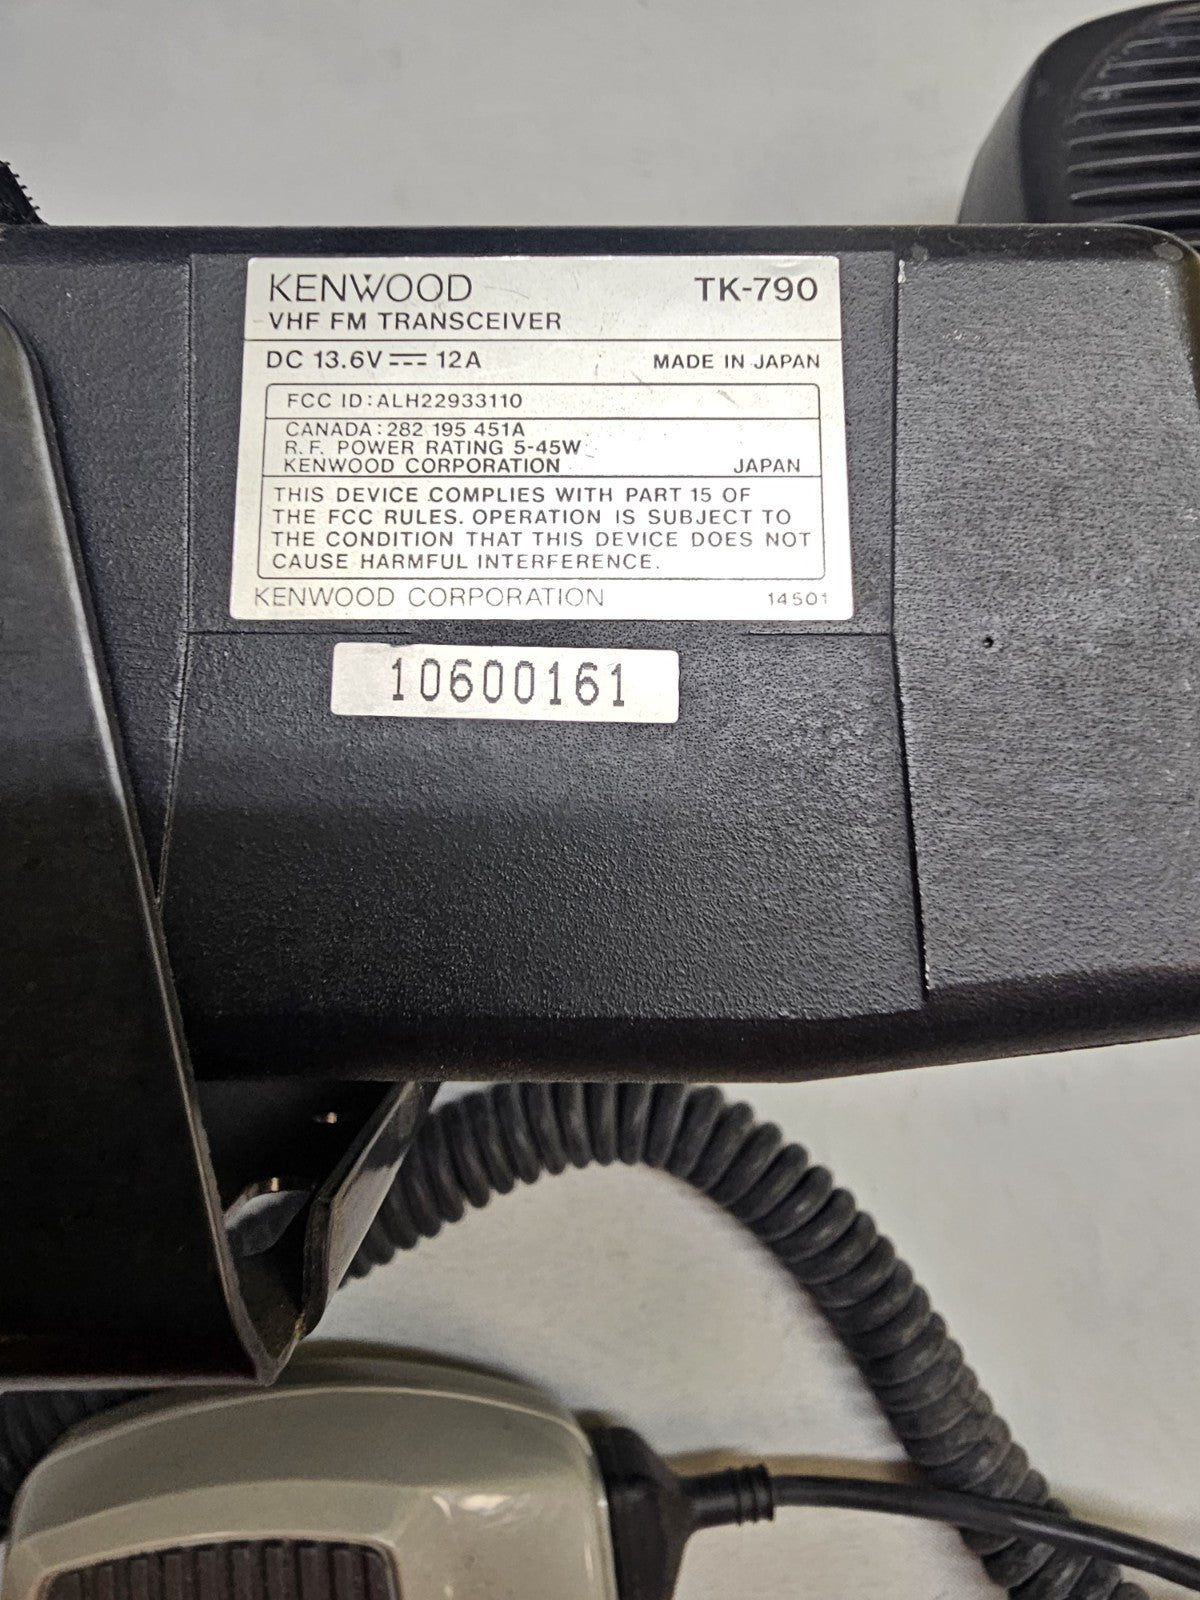 KENWOOD TK-790
VHF FM TRANSCEIVER
DC 13.6V ⎓ 12A MADE IN JAPAN
FCC ID: ALH22933110
CANADA: 282 195 451A
R.F. POWER RATING 5-45W
KENWOOD CORPORATION JAPAN
THIS DEVICE COMPLIES WITH PART 15 OF
THE FCC RULES. OPERATION IS SUBJECT TO
THE CONDITION THAT THIS DEVICE DOES NOT
CAUSE HARMFUL INTERFERENCE.
KENWOOD CORPORATION 14501
10600161